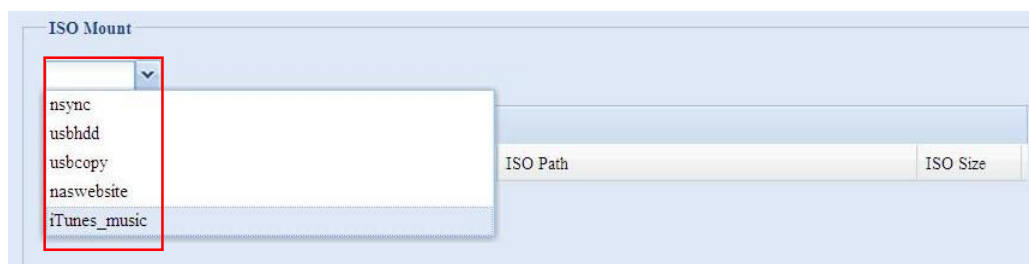 ISO Mount
nsync
usbhdd
usbcopy
ISO Path ISO Size
naswebsite
iTunes_music